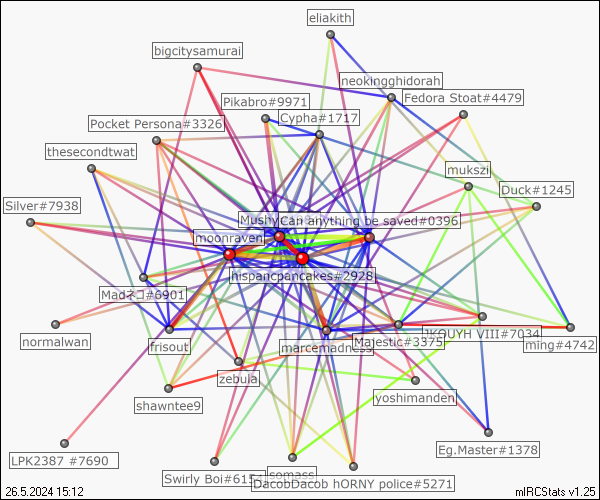 eliakith
bigcitysamurai
neokingghidorah
Fedora Stoat#4479
Pikabro#9971
Cypha#1717
Pocket Persona#3326
thesecondtwat
mukszii
Duck#1245
Silver#7938
Mushy
Can anything be saved#0396
moonraven
hispancpancakes#2928
Madネコ#6901
normalwan
frisout
marcemadness
Majestic#3375
VIII#7034
ming#4742
zebula
yoshimanden
shawntee9
Eg.Master#1378
LPK2387 #7690
Swirly Boi#6151
somass
DacobDacob hORNY police#5271
26.5.2024 15:12
mIRCStats v1.25